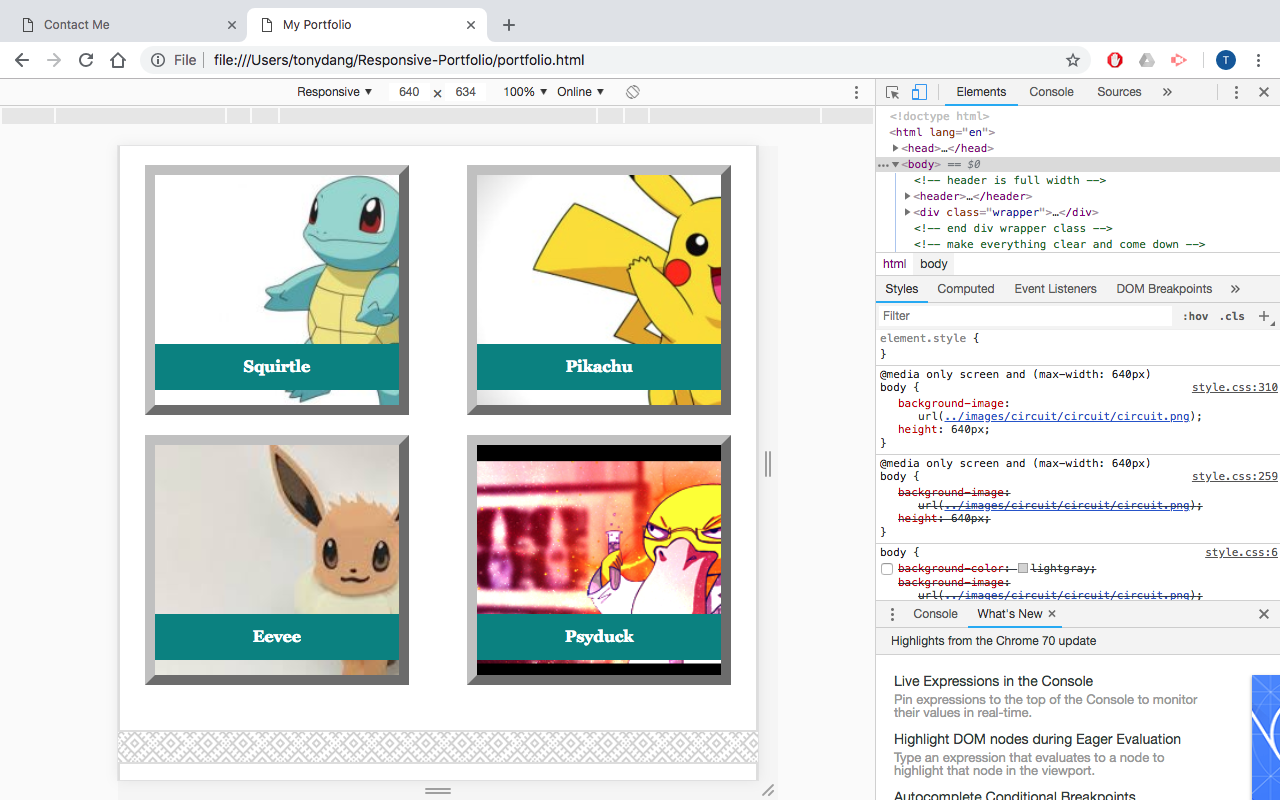 Contact Me
My Portfolio
File file:///Users/tonydang/Responsive-Portfolio/portfolio.html
T
Responsive ▼ 640 × 634 100% ▼ Online ▼
Squirtle
Pikachu
Eevee
Psyduck
Elements Console Sources »
<!doctype html>
<html lang="en">
▶<head>…</head>
…▼<body> == $0
<!-- header is full width -->
▶<header>…</header>
▶<div class="wrapper">…</div>
<!-- end div wrapper class -->
<!-- make everything clear and come down -->
html body
Styles Computed Event Listeners DOM Breakpoints »
Filter :hov .cls +
element.style {
}
@media only screen and (max-width: 640px)
body { style.css:310
background-image:
url(../images/circuit/circuit/circuit.png);
height: 640px;
}
@media only screen and (max-width: 640px)
body { style.css:259
background-image:
url(../images/circuit/circuit/circuit.png);
height: 640px;
}
body { style.css:6
background-color: lightgray;
background-image:
url(../images/circuit/circuit/circuit.png);
Console What's New ×
Highlights from the Chrome 70 update
Live Expressions in the Console
Pin expressions to the top of the Console to monitor
their values in real-time.
Highlight DOM nodes during Eager Evaluation
Type an expression that evaluates to a node to
highlight that node in the viewport.
Autocomplete Conditional Breakpoints